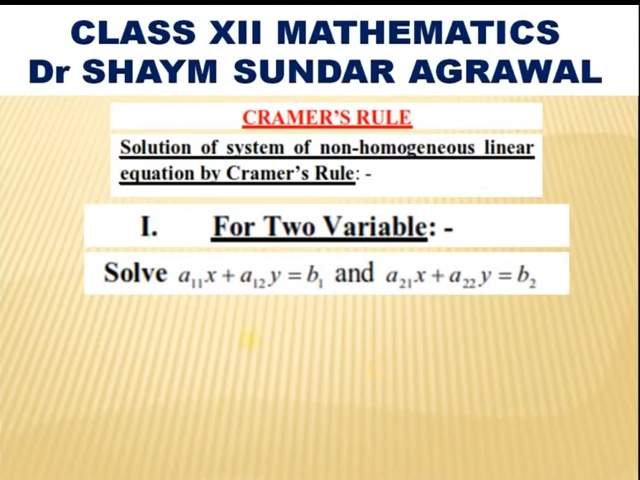 CLASS XII MATHEMATICS
Dr SHAYM SUNDAR AGRAWAL
CRAMER'S RULE
Solution of system of non-homogeneous linear
equation by Cramer's Rule: -
I. For Two Variable: -
Solve a₁₁x + a₁₂y = b₁ and a₂₁x + a₂₂y = b₂